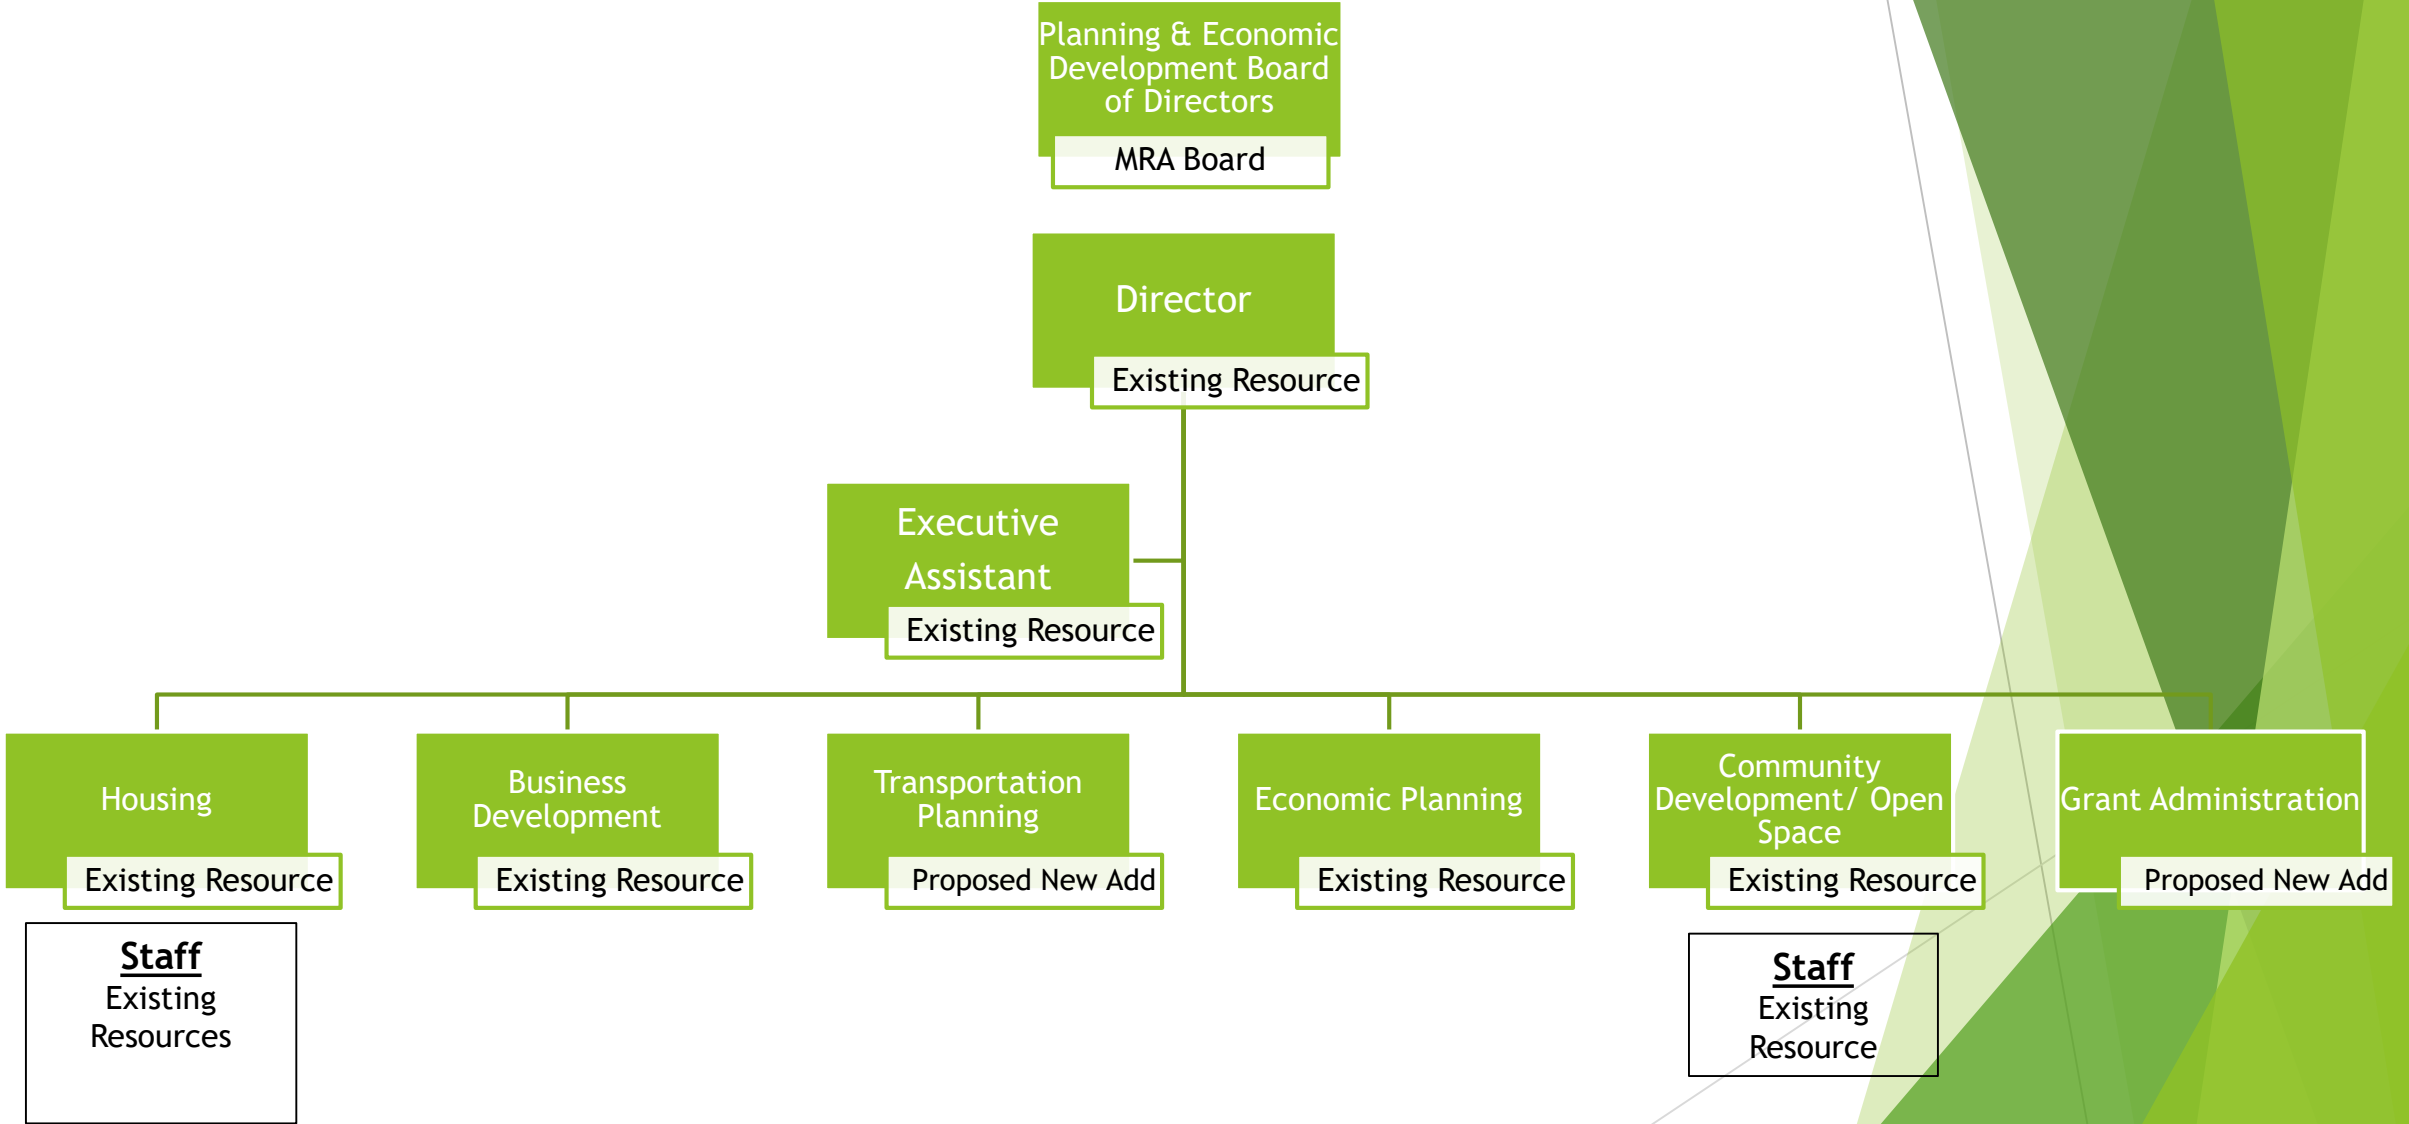 Planning & Economic
Development Board
of Directors
MRA Board
Director
Existing Resource
Executive
Assistant
Existing Resource
Housing
Existing Resource
Business
Development
Existing Resource
Transportation
Planning
Proposed New Add
Economic Planning
Existing Resource
Community
Development/ Open
Space
Existing Resource
Grant Administration
Proposed New Add
Staff
Existing
Resources
Staff
Existing
Resource